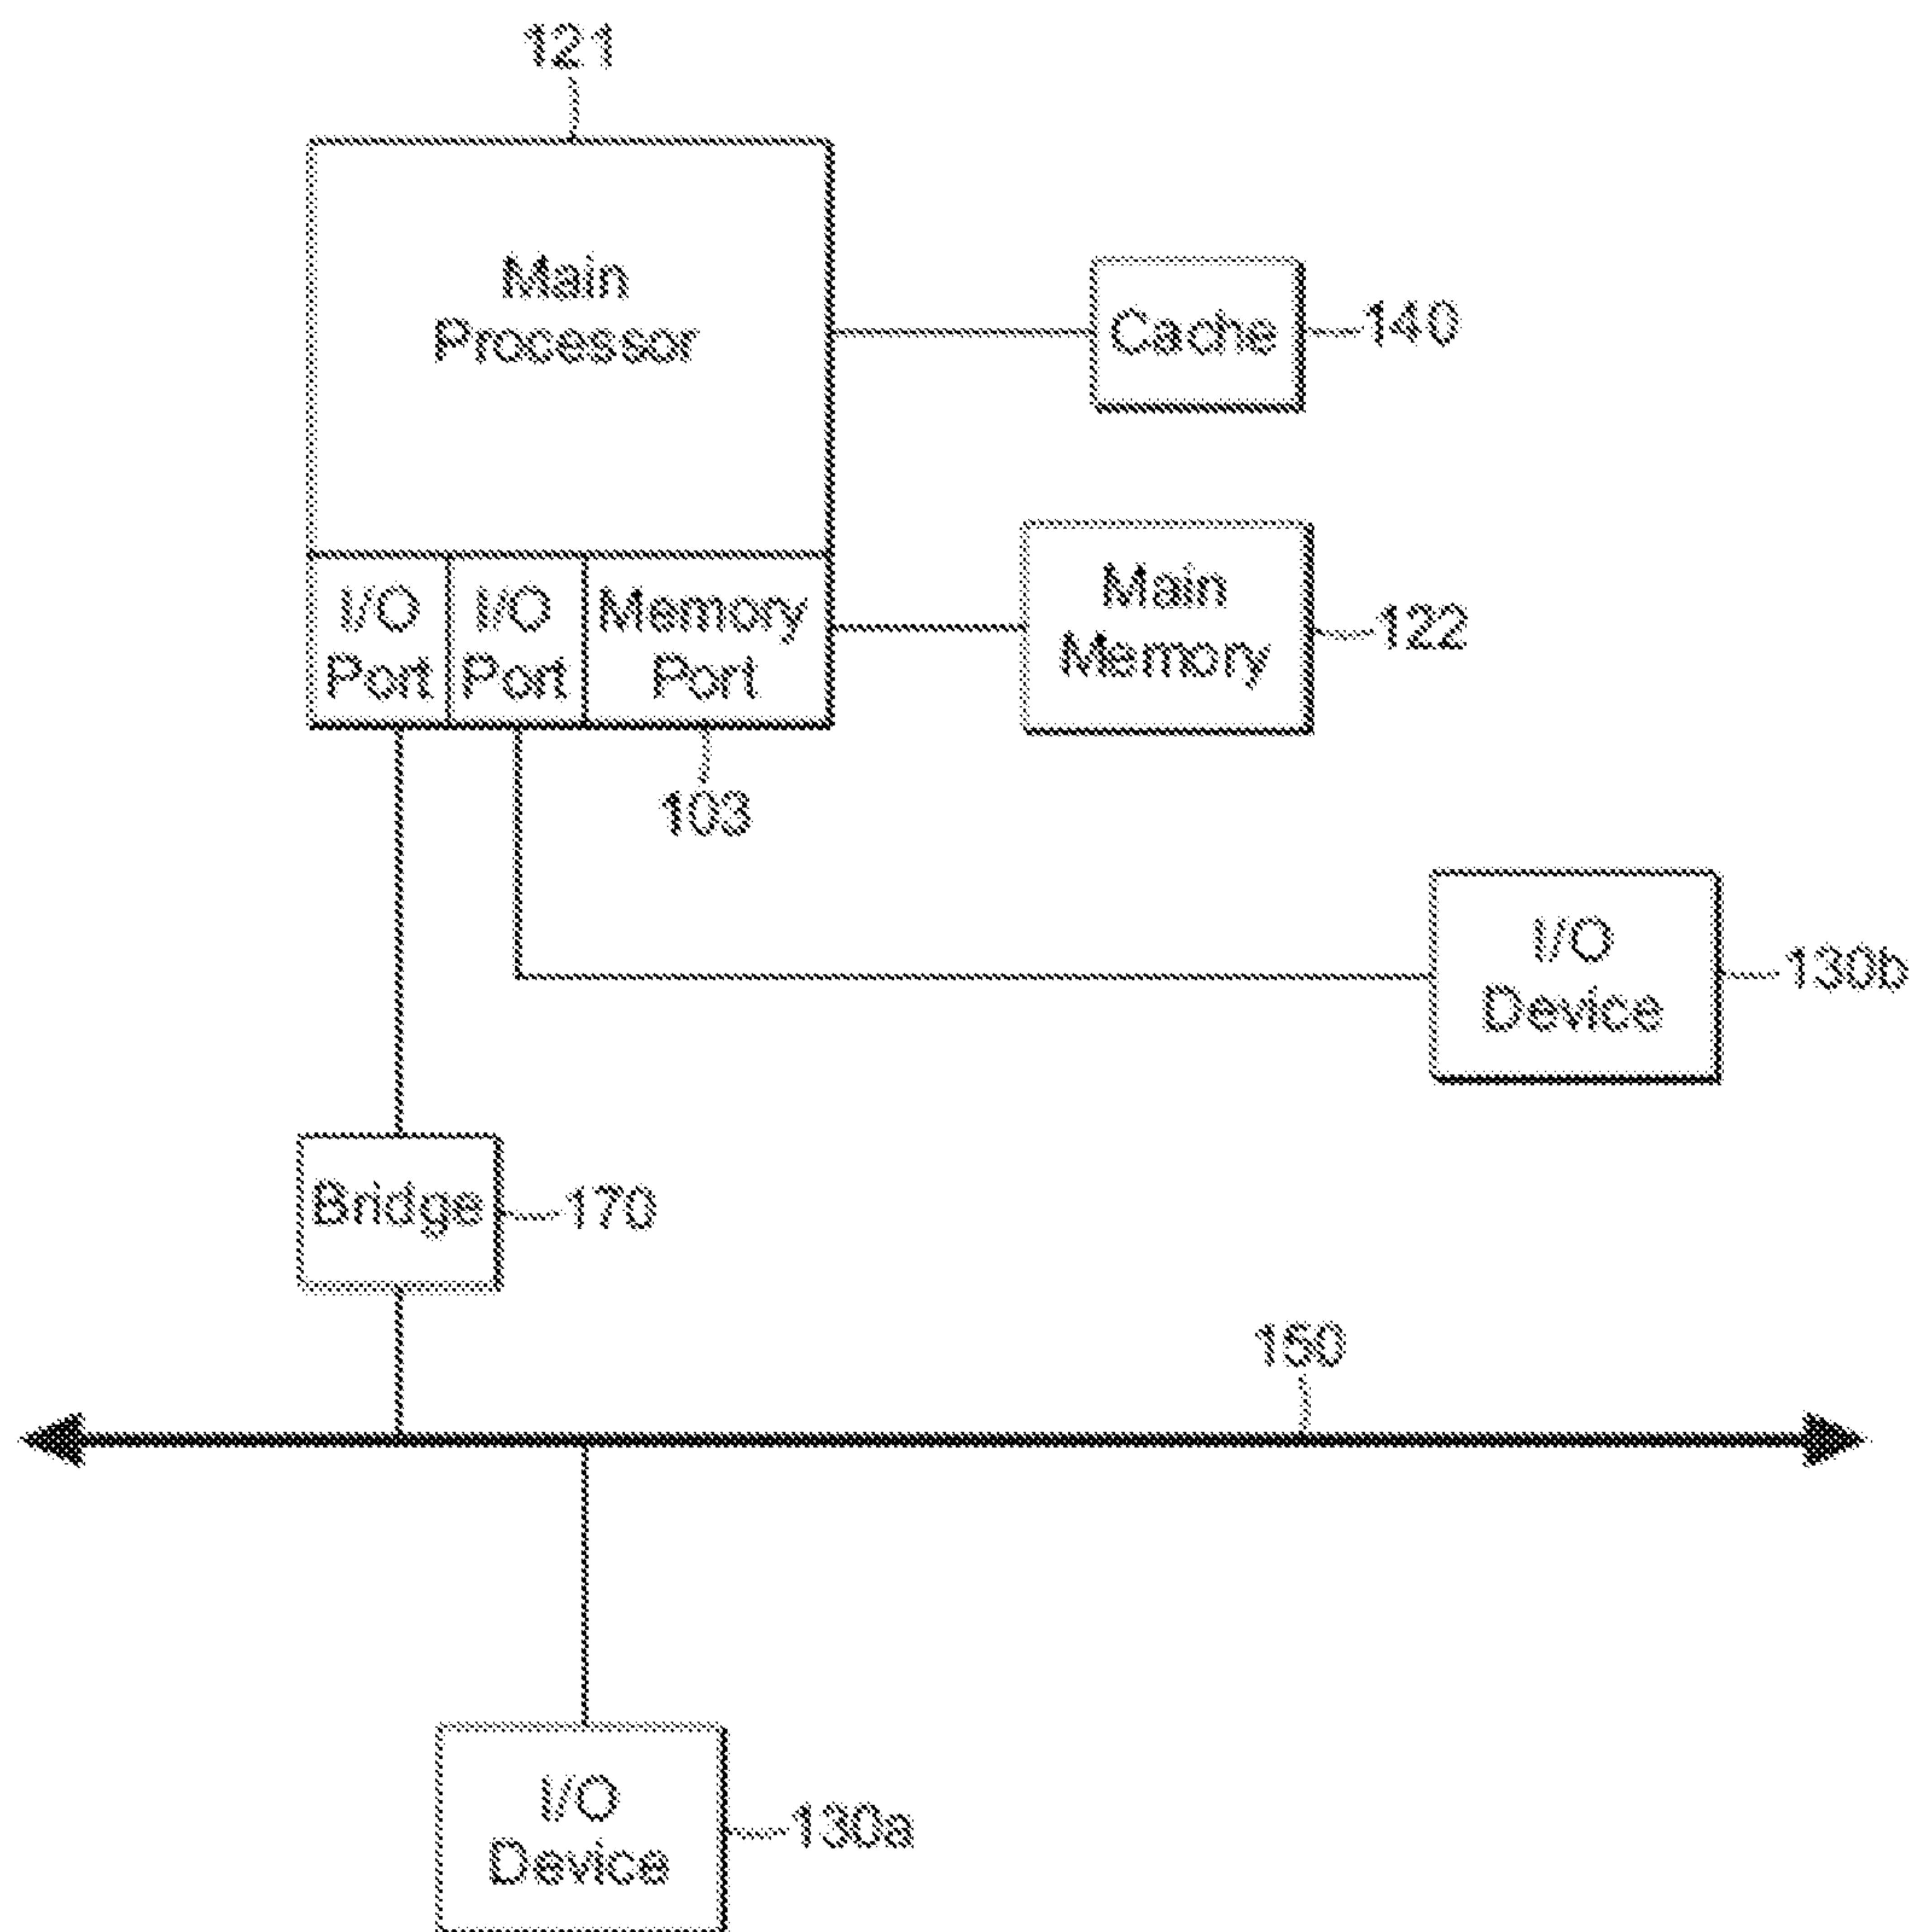 121
Main
Processor
Cache
140
I/O
Port
I/O
Port
Memory
Port
Main
Memory
122
103
I/O
Device
130b
Bridge
170
150
I/O
Device
130a